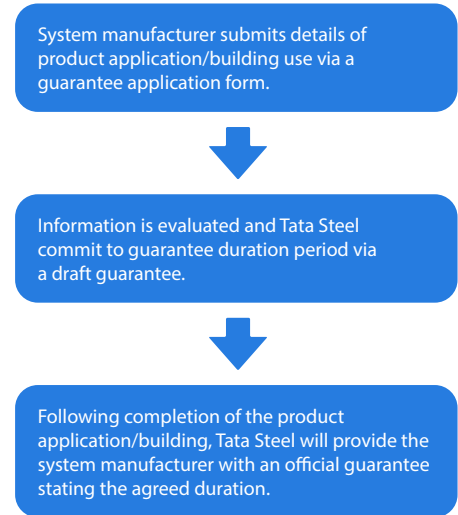 System manufacturer submits details of
product application/building use via a
guarantee application form.
Information is evaluated and Tata Steel
commit to guarantee duration period via
a draft guarantee.
Following completion of the product
application/building, Tata Steel will provide the
system manufacturer with an official guarantee
stating the agreed duration.